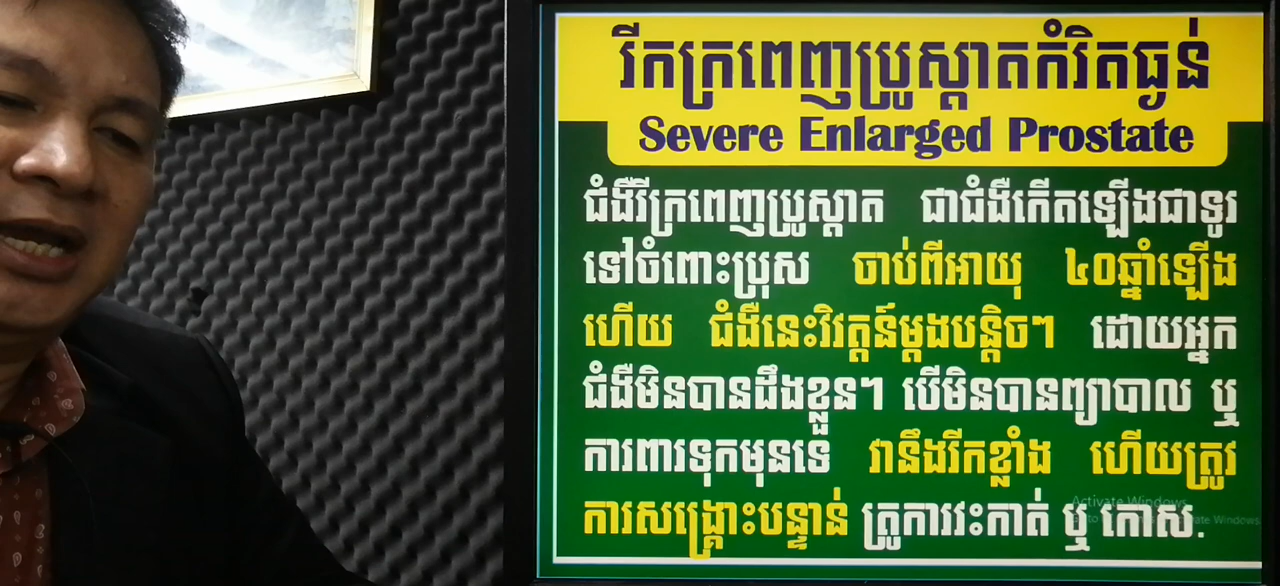 រីកក្រពេញប្រូស្តាតកំរិតធ្ងន់
Severe Enlarged Prostate
ជំងឺរីក្រពេញប្រូស្តាត ជាជំងឺកើតឡើងជាទូរ
ទៅចំពោះប្រុស ចាប់ពីអាយុ ៤០ឆ្នាំឡើង
ហើយ ជំងឺនេះវិវត្តន៍ម្តងបន្តិចៗ ដោយអ្នក
ជំងឺមិនបានដឹងខ្លួនៗ បើមិនបានព្យាបាល ឬ
ការពារទុកមុនទេ វានឹងរីកខ្លាំង ហើយត្រូវ
ការសង្គ្រោះបន្ទាន់ ត្រូការវះកាត់ ឬ កោស.
Activate Windows